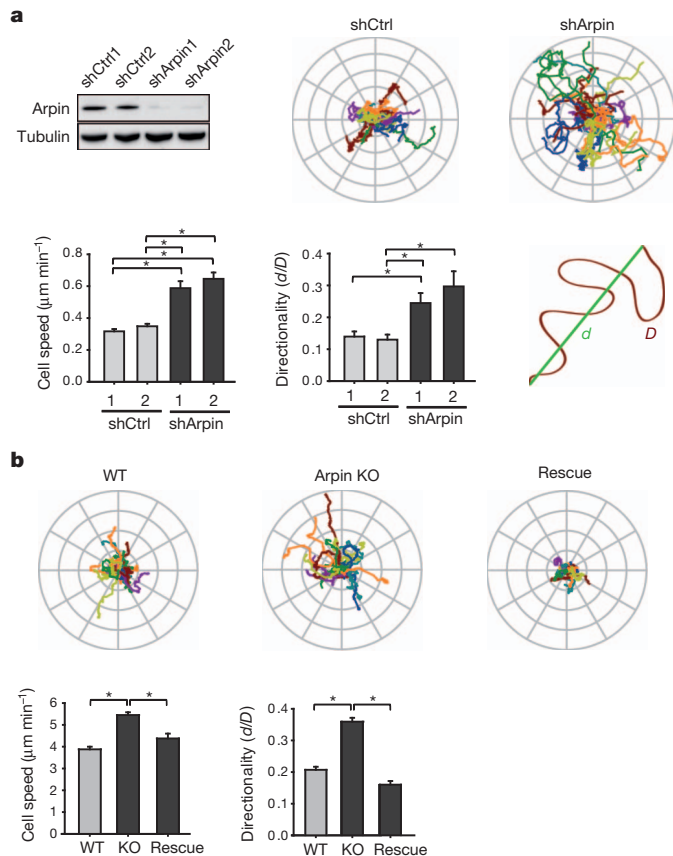 a
shCtrl1 shCtrl2 shArpin1 shArpin2
Arpin
Tubulin
shCtrl
shArpin
Cell speed (μm min−1)
0.8
0.6
0.4
0.2
0.0
* * * *
1 2 1 2
shCtrl shArpin
Directionality (d/D)
0.4
0.3
0.2
0.1
0.0
* * *
1 2 1 2
shCtrl shArpin
d D
b
WT
Arpin KO
Rescue
Cell speed (μm min−1)
6
5
4
3
2
1
0
* *
WT KO Rescue
Directionality (d/D)
0.4
0.3
0.2
0.1
0.0
* *
WT KO Rescue